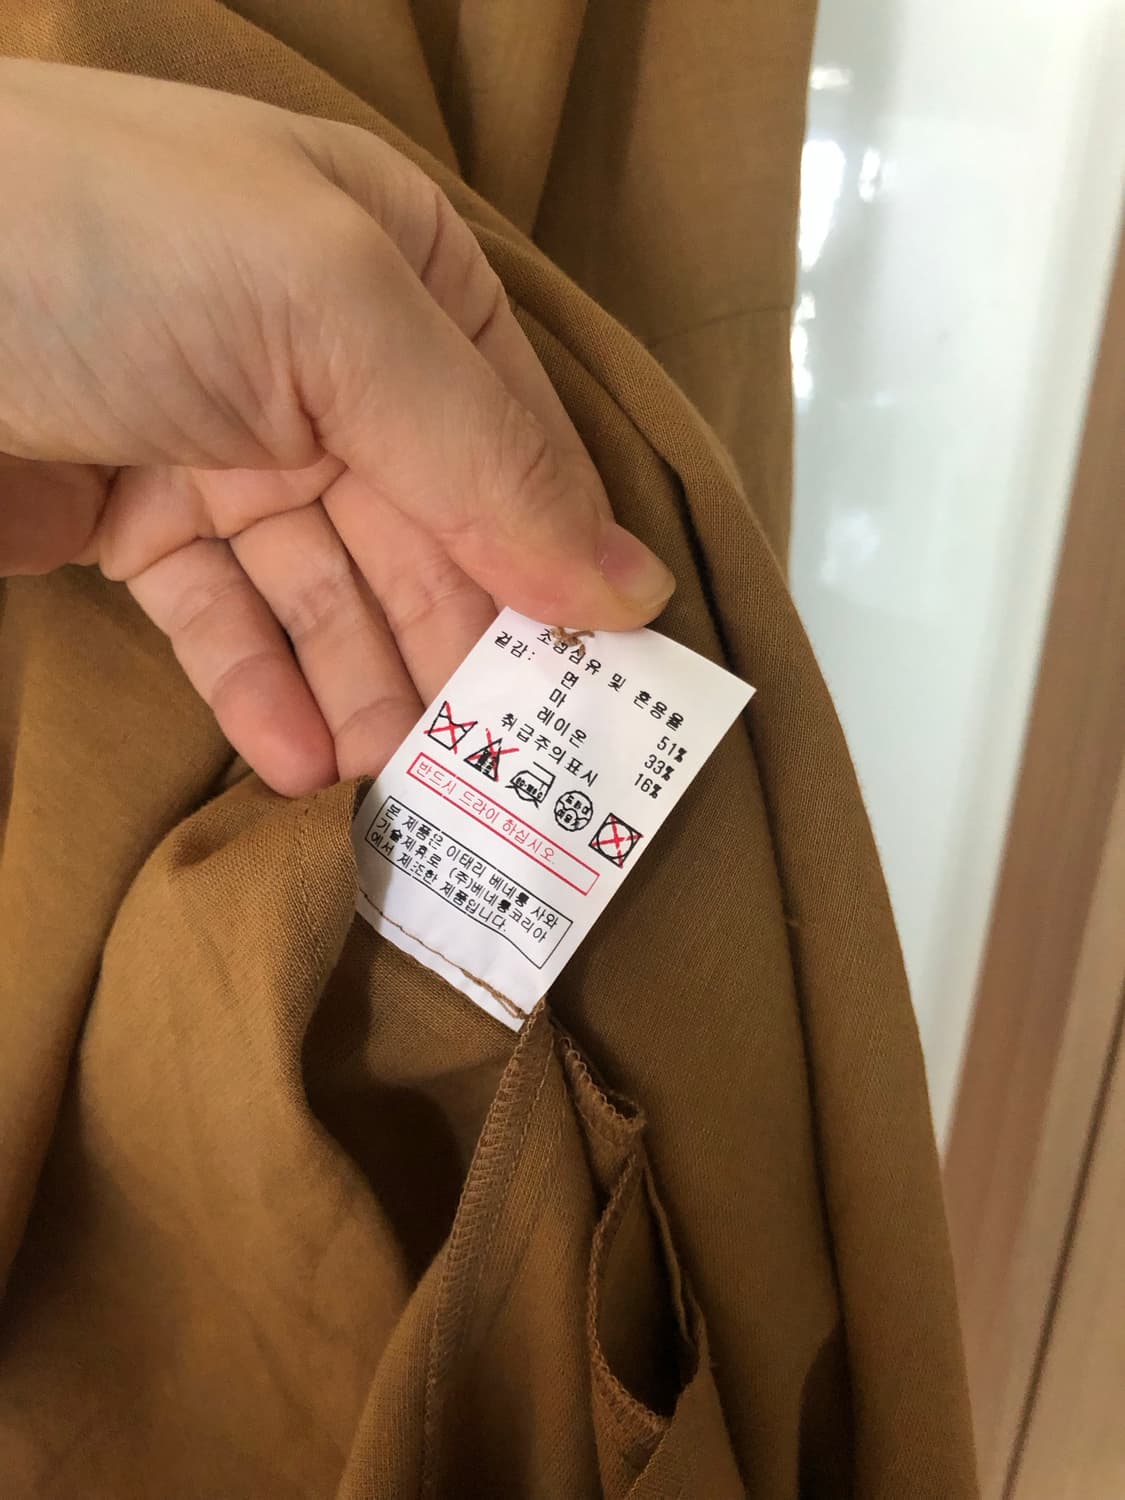 조성섬유 및 혼용율
겉감:
면 51%
마 33%
레이온 16%
취급주의표시
반드시 드라이 하십시오.
본 제품은 이태리 베네통 사와
기술제휴로 (주)베네통코리아
에서 제조한 제품입니다.